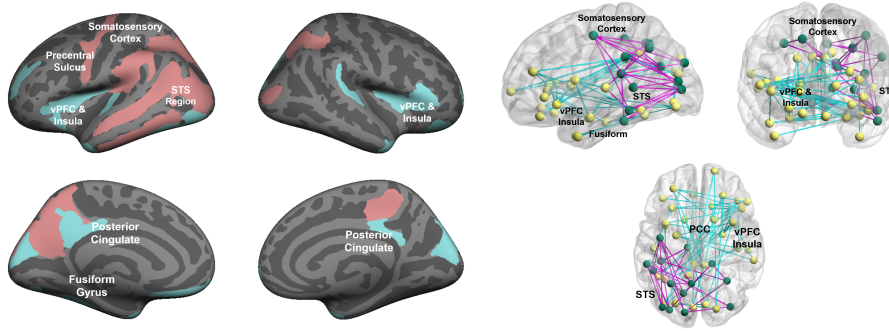 Somatosensory
Cortex
Precentral
Sulcus
STS
Region
vPFC &
Insula
vPFC &
Insula
Posterior
Cingulate
Fusiform
Gyrus
Posterior
Cingulate
Somatosensory
Cortex
STS
vPFC
Insula
Fusiform
Somatosensory
Cortex
vPFC &
Insula
ST
PCC
vPFC
Insula
STS